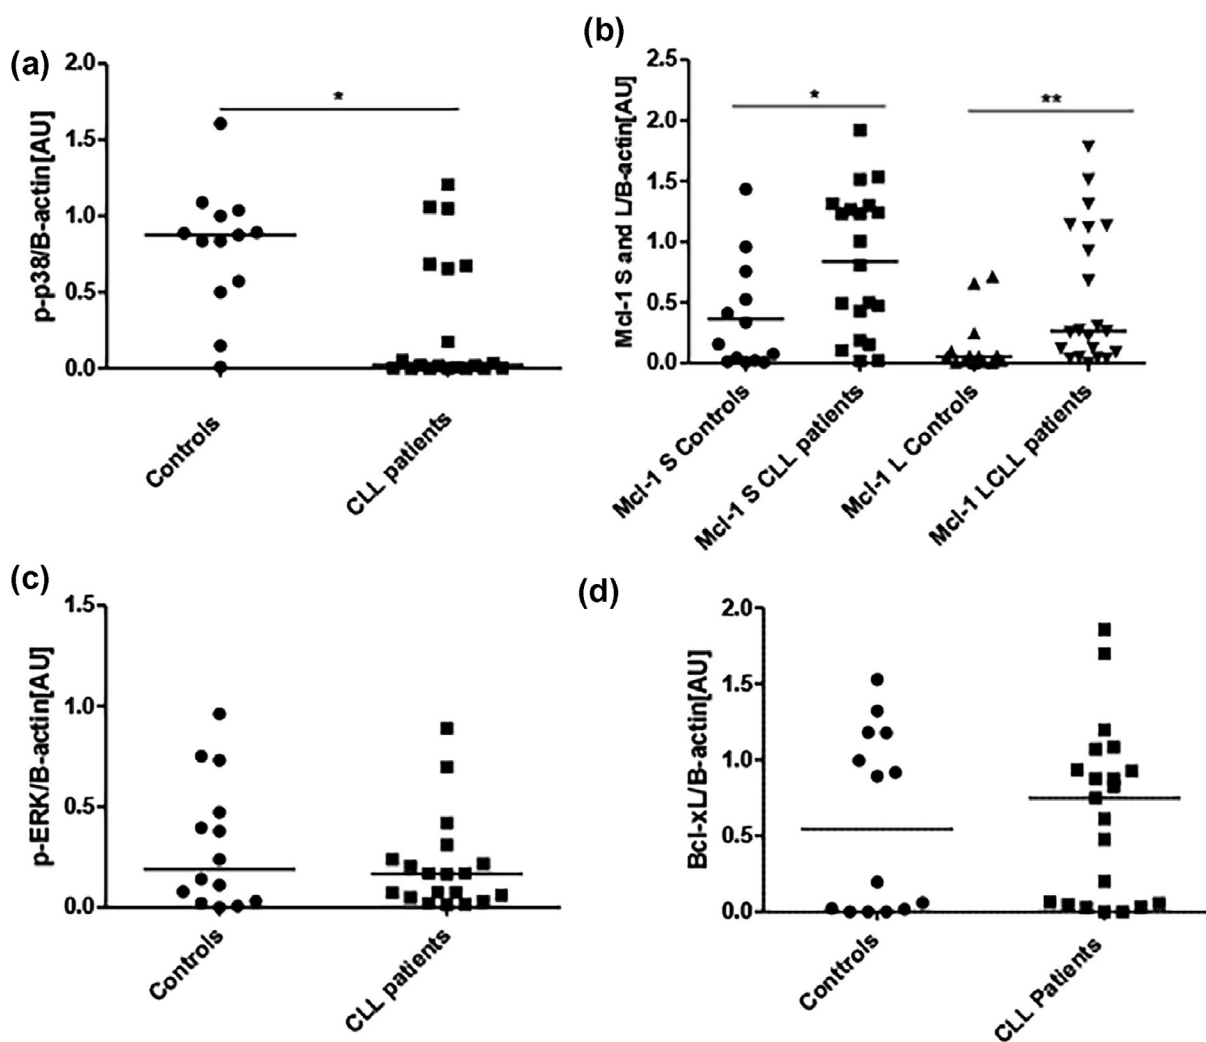 (a)
p-p38/B-actin[AU]
2.0
1.5
1.0
0.5
0.0
*
Controls
CLL patients
(b)
Mcl-1 S and L/B-actin[AU]
2.5
2.0
1.5
1.0
0.5
0.0
*
**
Mcl-1 S Controls
Mcl-1 S CLL patients
Mcl-1 L Controls
Mcl-1 LCLL patients
(c)
p-ERK/B-actin[AU]
1.5
1.0
0.5
0.0
Controls
CLL patients
(d)
Bcl-xL/B-actin[AU]
2.0
1.5
1.0
0.5
0.0
Conttrols
CLL Patients